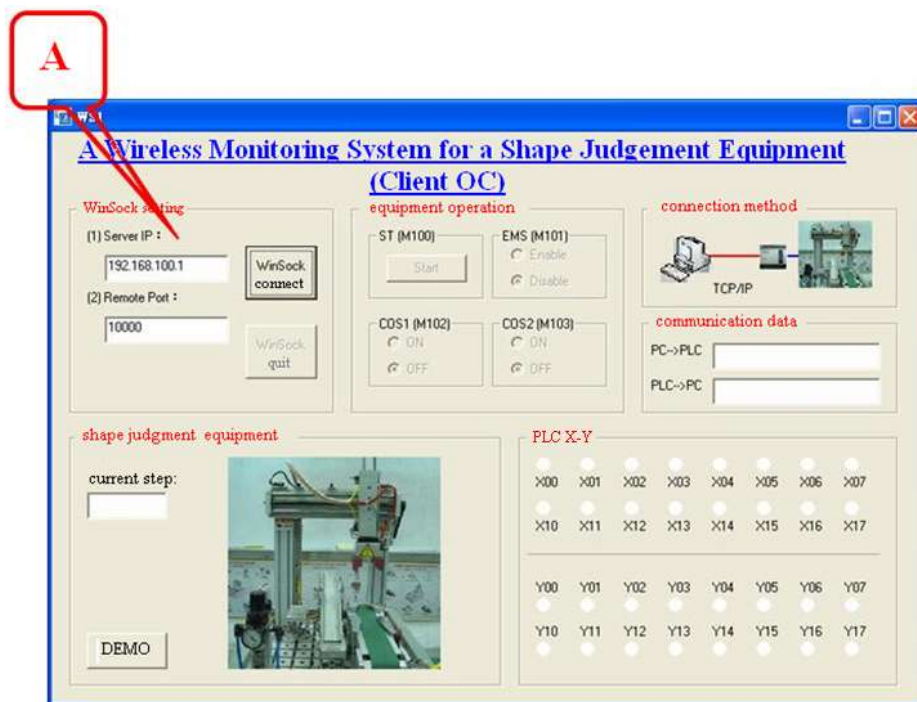 A
A Wireless Monitoring System for a Shape Judgement Equipment
(Client OC)
WinSock setting
(1) Server IP：
192.168.100.1
WinSock
connect
(2) Remote Port：
10000
WinSock
quit
equipment operation
ST (M100)
Start
EMS (M101)
Enable
Disable
COS1 (M102)
ON
OFF
COS2 (M103)
ON
OFF
connection method
TCP/IP
communication data
PC-->PLC
PLC-->PC
shape judgment equipment
current step:
DEMO
PLC X-Y
X00 X01 X02 X03 X04 X05 X06 X07
X10 X11 X12 X13 X14 X15 X16 X17
Y00 Y01 Y02 Y03 Y04 Y05 Y06 Y07
Y10 Y11 Y12 Y13 Y14 Y15 Y16 Y17